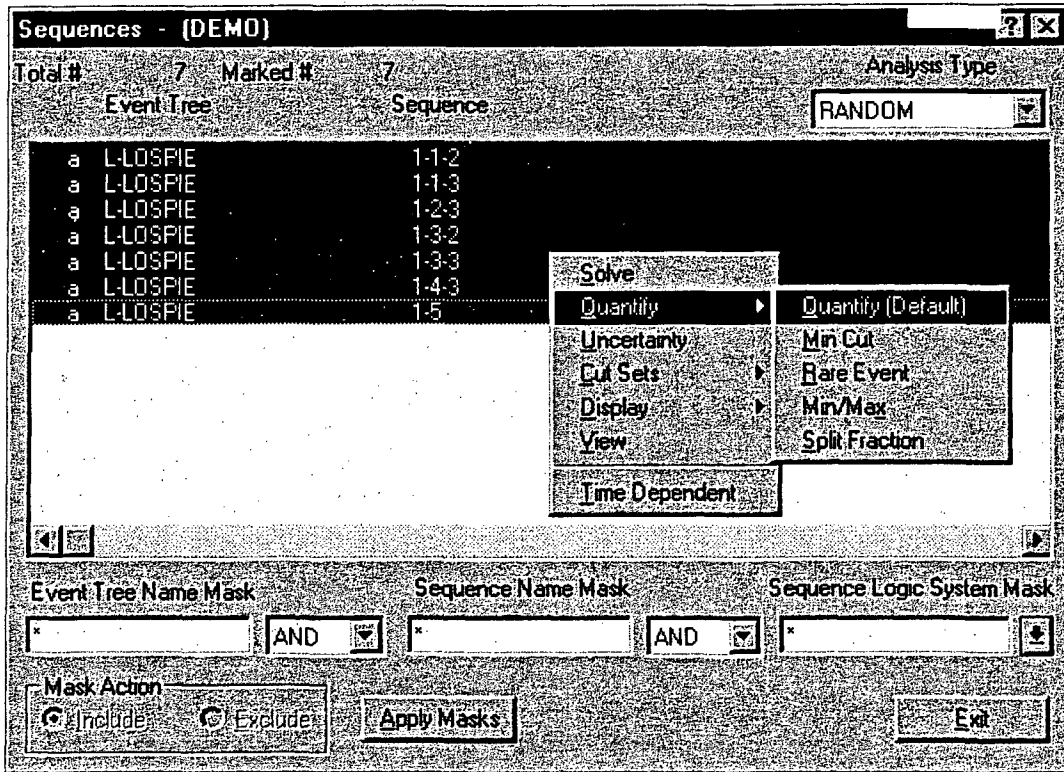 Sequences - (DEMO)
Total # 7 Marked # 7 Analysis Type
Event Tree Sequence
RANDOM
a L-LOSPIE 1-1-2
a L-LOSPIE 1-1-3
a L-LOSPIE 1-2-3
a L-LOSPIE 1-3-2
a L-LOSPIE 1-3-3
a L-LOSPIE 1-4-3
a L-LOSPIE 1-5
Solve
Quantify
Uncertainty
Cut Sets
Display
View
Time Dependent
Quantify (Default)
Min Cut
Rare Event
Min/Max
Split Fraction
Event Tree Name Mask Sequence Name Mask Sequence Logic System Mask
* AND * AND *
Mask Action
Include Exclude Apply Masks Exit